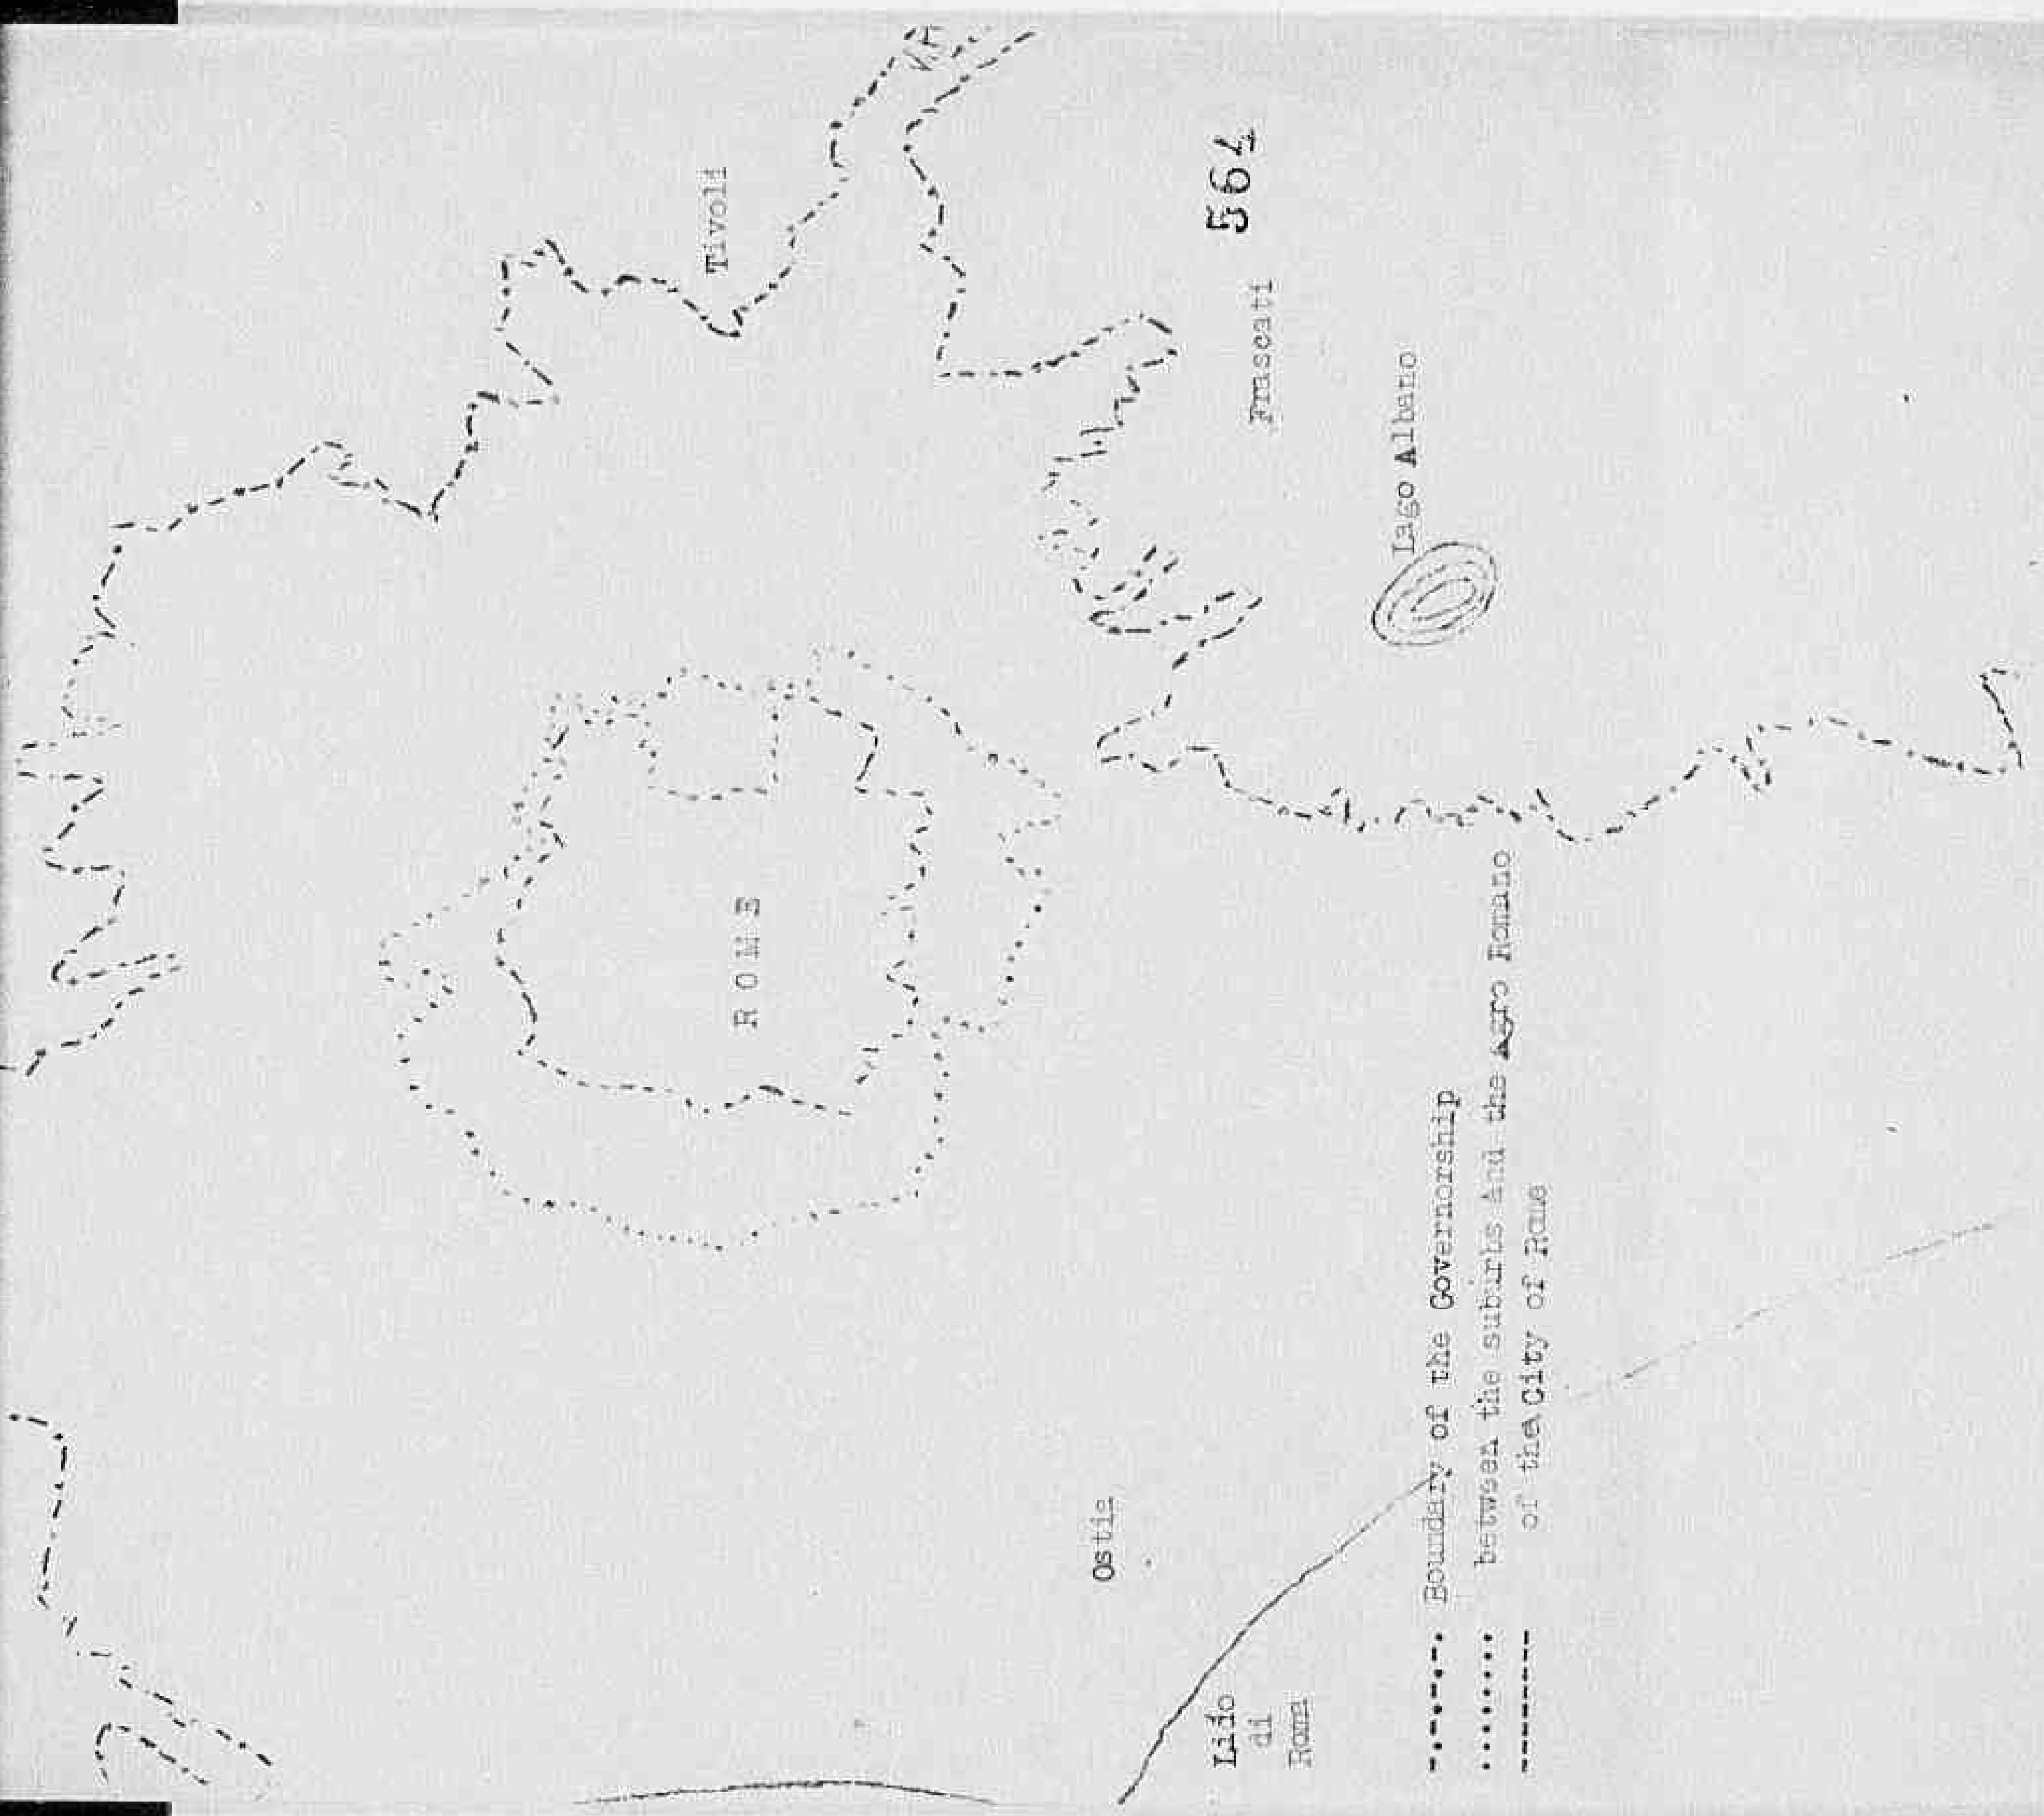 Tivoli
564
Frascati
Lago Albano
R O M E
Ostia
Lido
di
Roma
-.-.-.-. Boundary of the Governorship
........ between the suburbs and the Agro Romano
--------- of the City of Rome